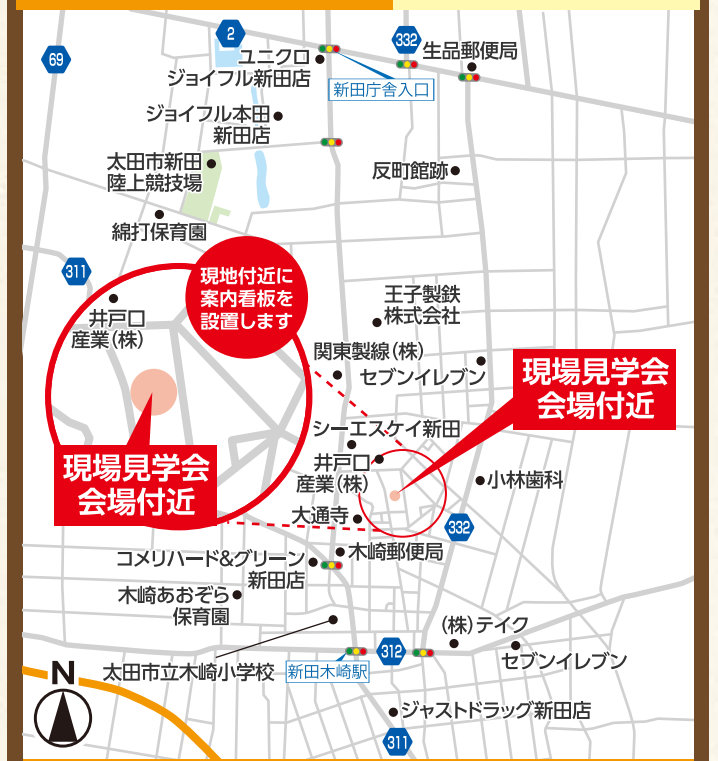 2
332
69
ユニクロ
ジョイフル新田店
生品郵便局
新田庁舎入口
ジョイフル本田
新田店
太田市新田
陸上競技場
反町館跡
綿打保育園
311
現地付近に
案内看板を
設置します
井戸口
産業(株)
王子製鉄
株式会社
関東製線(株)
セブンイレブン
現場見学会
会場付近
シーエスケイ新田
井戸口
産業(株)
現場見学会
会場付近
小林歯科
大通寺
332
木崎郵便局
コメリハード&グリーン
新田店
木崎あおぞら
保育園
(株)テイク
312
セブンイレブン
太田市立木崎小学校
新田木崎駅
N
ジャストドラッグ新田店
311